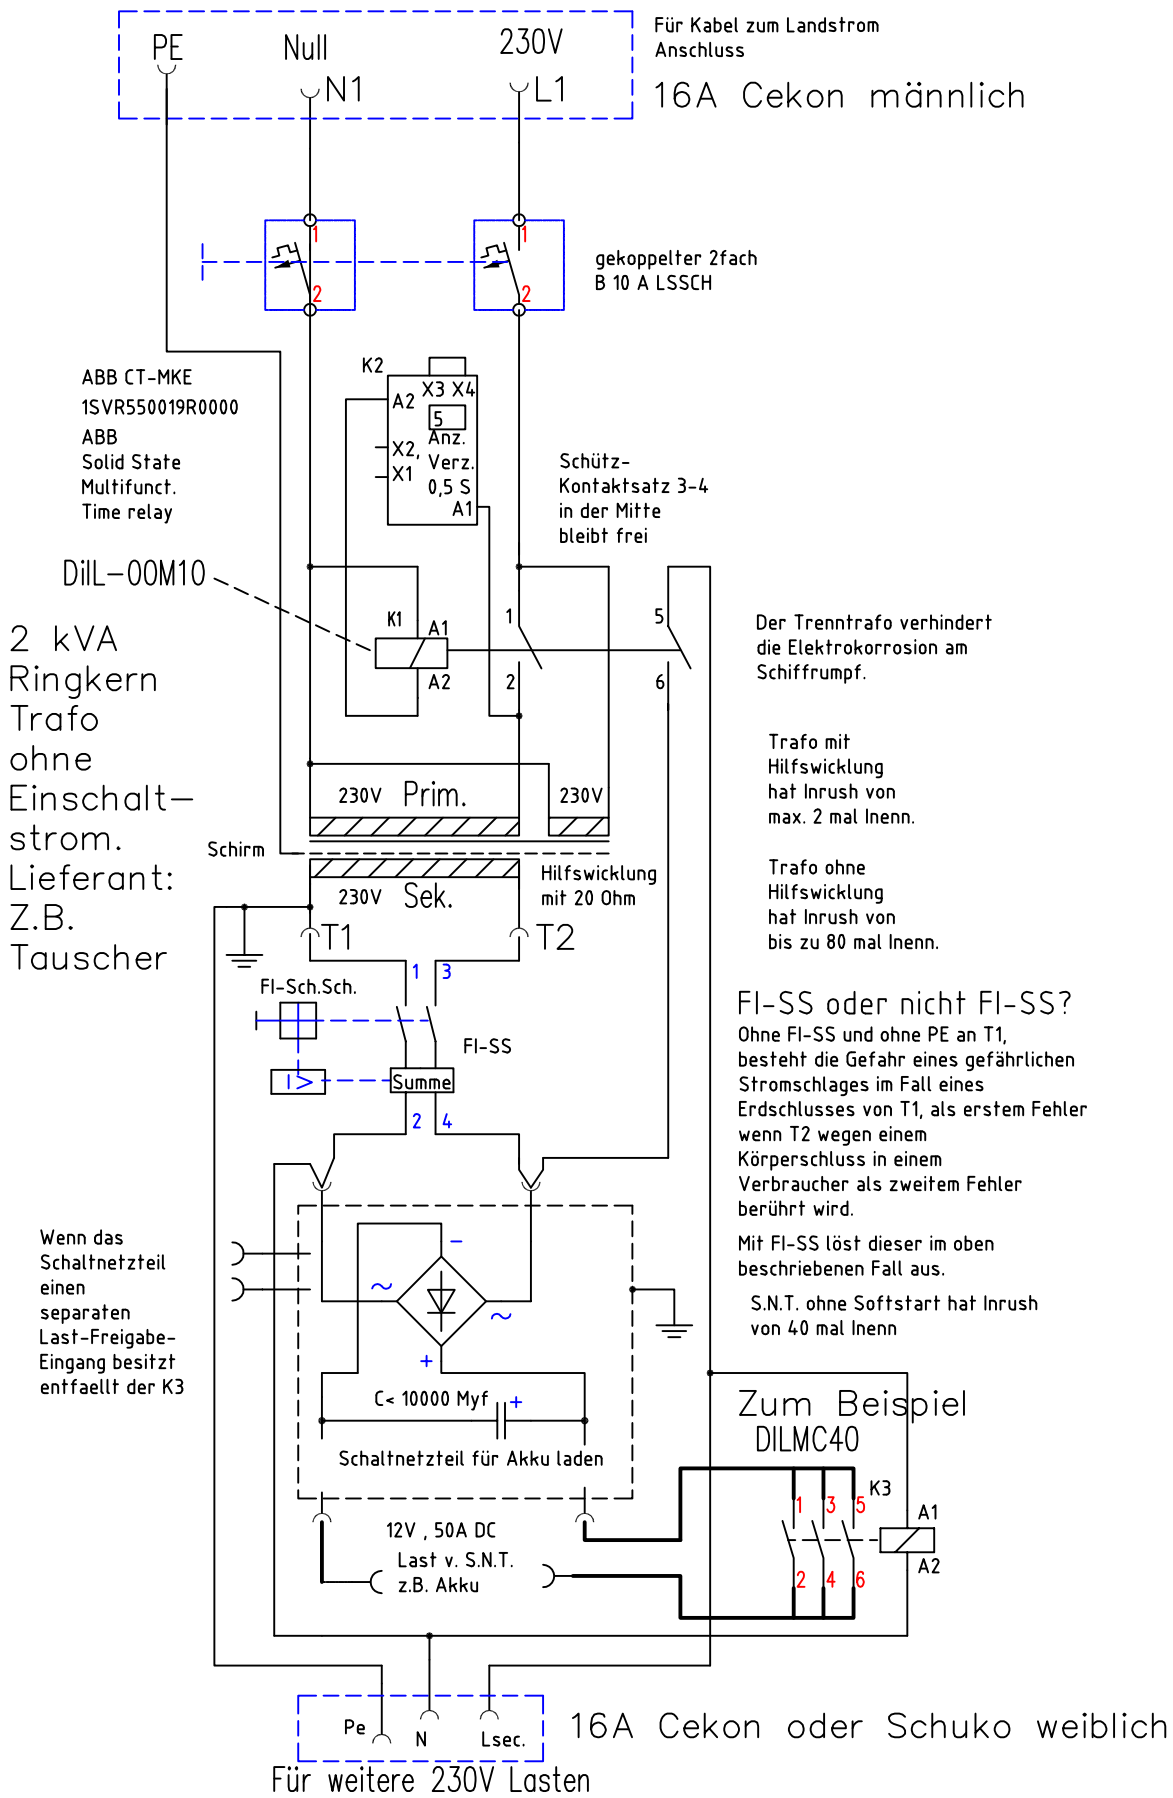 Für Kabel zum Landstrom
Anschluss
PE
Null
230V
N1
L1
16A Cekon männlich
1
1
2
2
gekoppelter 2fach
B 10 A LSSCH
ABB CT-MKE
1SVR550019R0000
ABB
Solid State
Multifunct.
Time relay
K2
X3 X4
A2
5
Anz.
X2,
Verz.
X1
0,5 S
A1
Schütz-
Kontaktsatz 3-4
in der Mitte
bleibt frei
DilL-00M10
K1
A1
A2
1
2
5
6
2 kVA
Ringkern
Trafo
ohne
Einschalt-
strom.
Lieferant:
Z.B.
Tauscher
Der Trenntrafo verhindert
die Elektrokorrosion am
Schiffrumpf.
Trafo mit
Hilfswicklung
hat Inrush von
max. 2 mal Inenn.
Trafo ohne
Hilfswicklung
hat Inrush von
bis zu 80 mal Inenn.
230V Prim.
230V
Schirm
230V Sek.
Hilfswicklung
mit 20 Ohm
T1
T2
1 3
FI-Sch.Sch.
FI-SS
I>
Summe
2 4
FI-SS oder nicht FI-SS?
Ohne FI-SS und ohne PE an T1,
besteht die Gefahr eines gefährlichen
Stromschlages im Fall eines
Erdschlusses von T1, als erstem Fehler
wenn T2 wegen einem
Körperschluss in einem
Verbraucher als zweitem Fehler
berührt wird.
Mit FI-SS löst dieser im oben
beschriebenen Fall aus.
S.N.T. ohne Softstart hat Inrush
von 40 mal Inenn
Wenn das
Schaltnetzteil
einen
separaten
Last-Freigabe-
Eingang besitzt
entfaellt der K3
-
~
~
+
C< 10000 Myf +
Schaltnetzteil für Akku laden
12V , 50A DC
Last v. S.N.T.
z.B. Akku
Zum Beispiel
DILMC40
K3
1 3 5
2 4 6
A1
A2
Pe
N
Lsec.
16A Cekon oder Schuko weiblich
Für weitere 230V Lasten